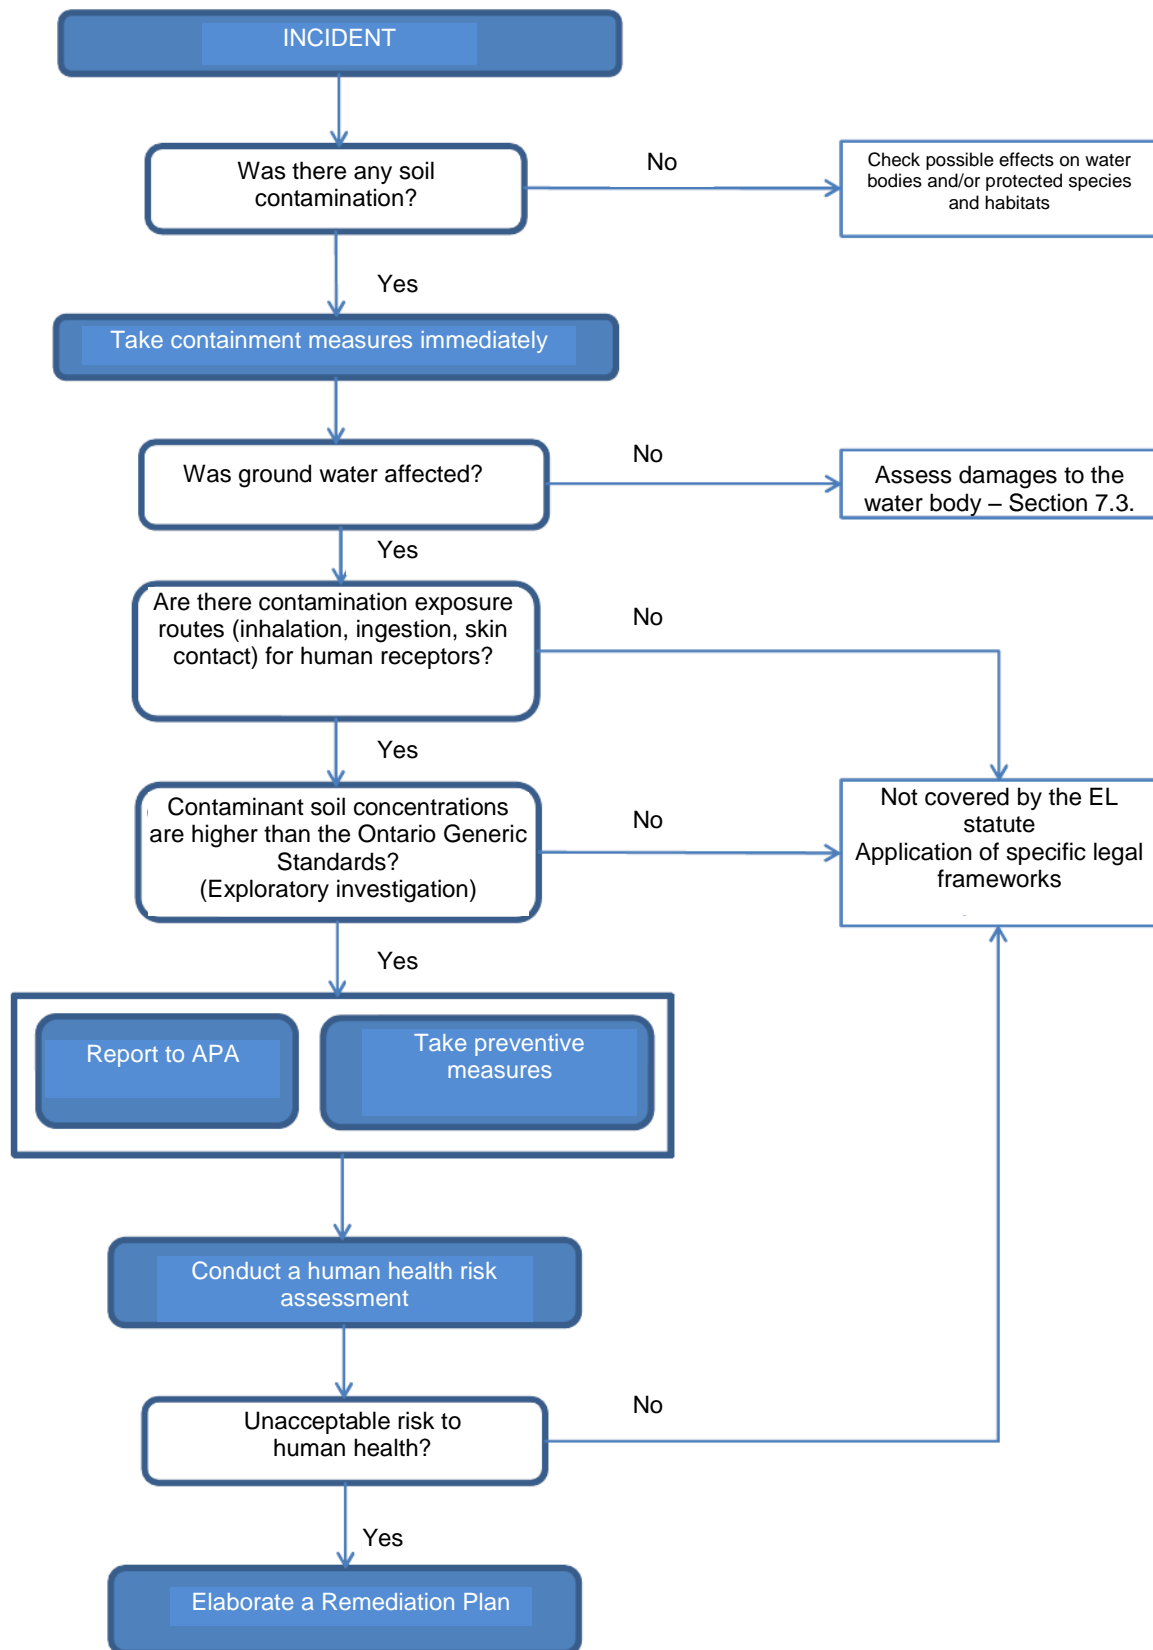 INCIDENT
Was there any soil
contamination?
No
Check possible effects on water
bodies and/or protected species
and habitats
Yes
Take containment measures immediately
Was ground water affected?
No
Assess damages to the
water body – Section 7.3.
Yes
Are there contamination exposure
routes (inhalation, ingestion, skin
contact) for human receptors?
No
Yes
Contaminant soil concentrations
are higher than the Ontario Generic
Standards?
(Exploratory investigation)
No
Not covered by the EL
statute
Application of specific legal
frameworks
Yes
Report to APA
Take preventive
measures
Conduct a human health risk
assessment
Unacceptable risk to
human health?
No
Yes
Elaborate a Remediation Plan